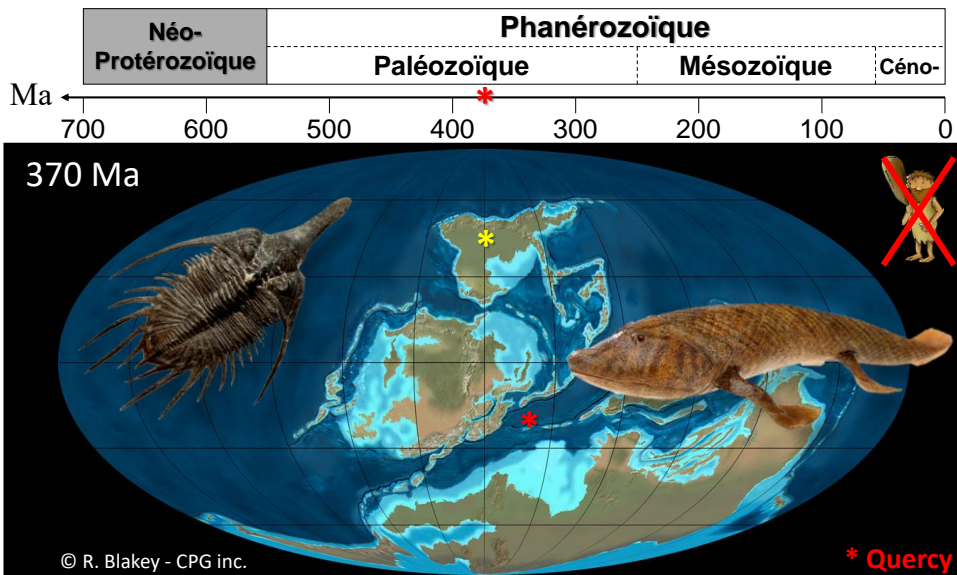 Néo-
Protérozoïque
Phanérozoïque
Paléozoïque
Mésozoïque
Céno-
Ma
700 600 500 400 300 200 100 0
370 Ma
© R. Blakey - CPG inc.
* Quercy